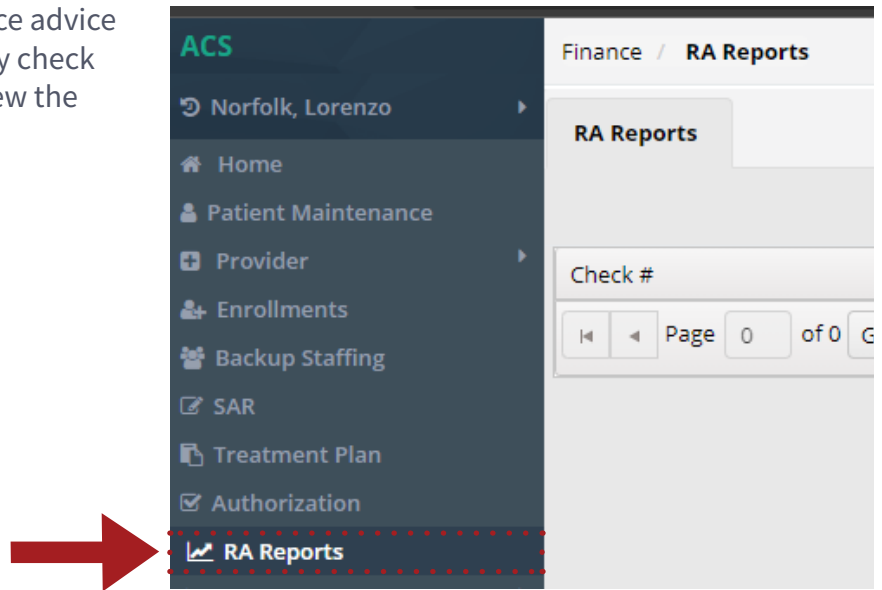 ce advice
y check
ew the
ACS
Norfolk, Lorenzo
Home
Patient Maintenance
Provider
Enrollments
Backup Staffing
SAR
Treatment Plan
Authorization
RA Reports
Finance / RA Reports
RA Reports
Check #
Page 0 of 0 G